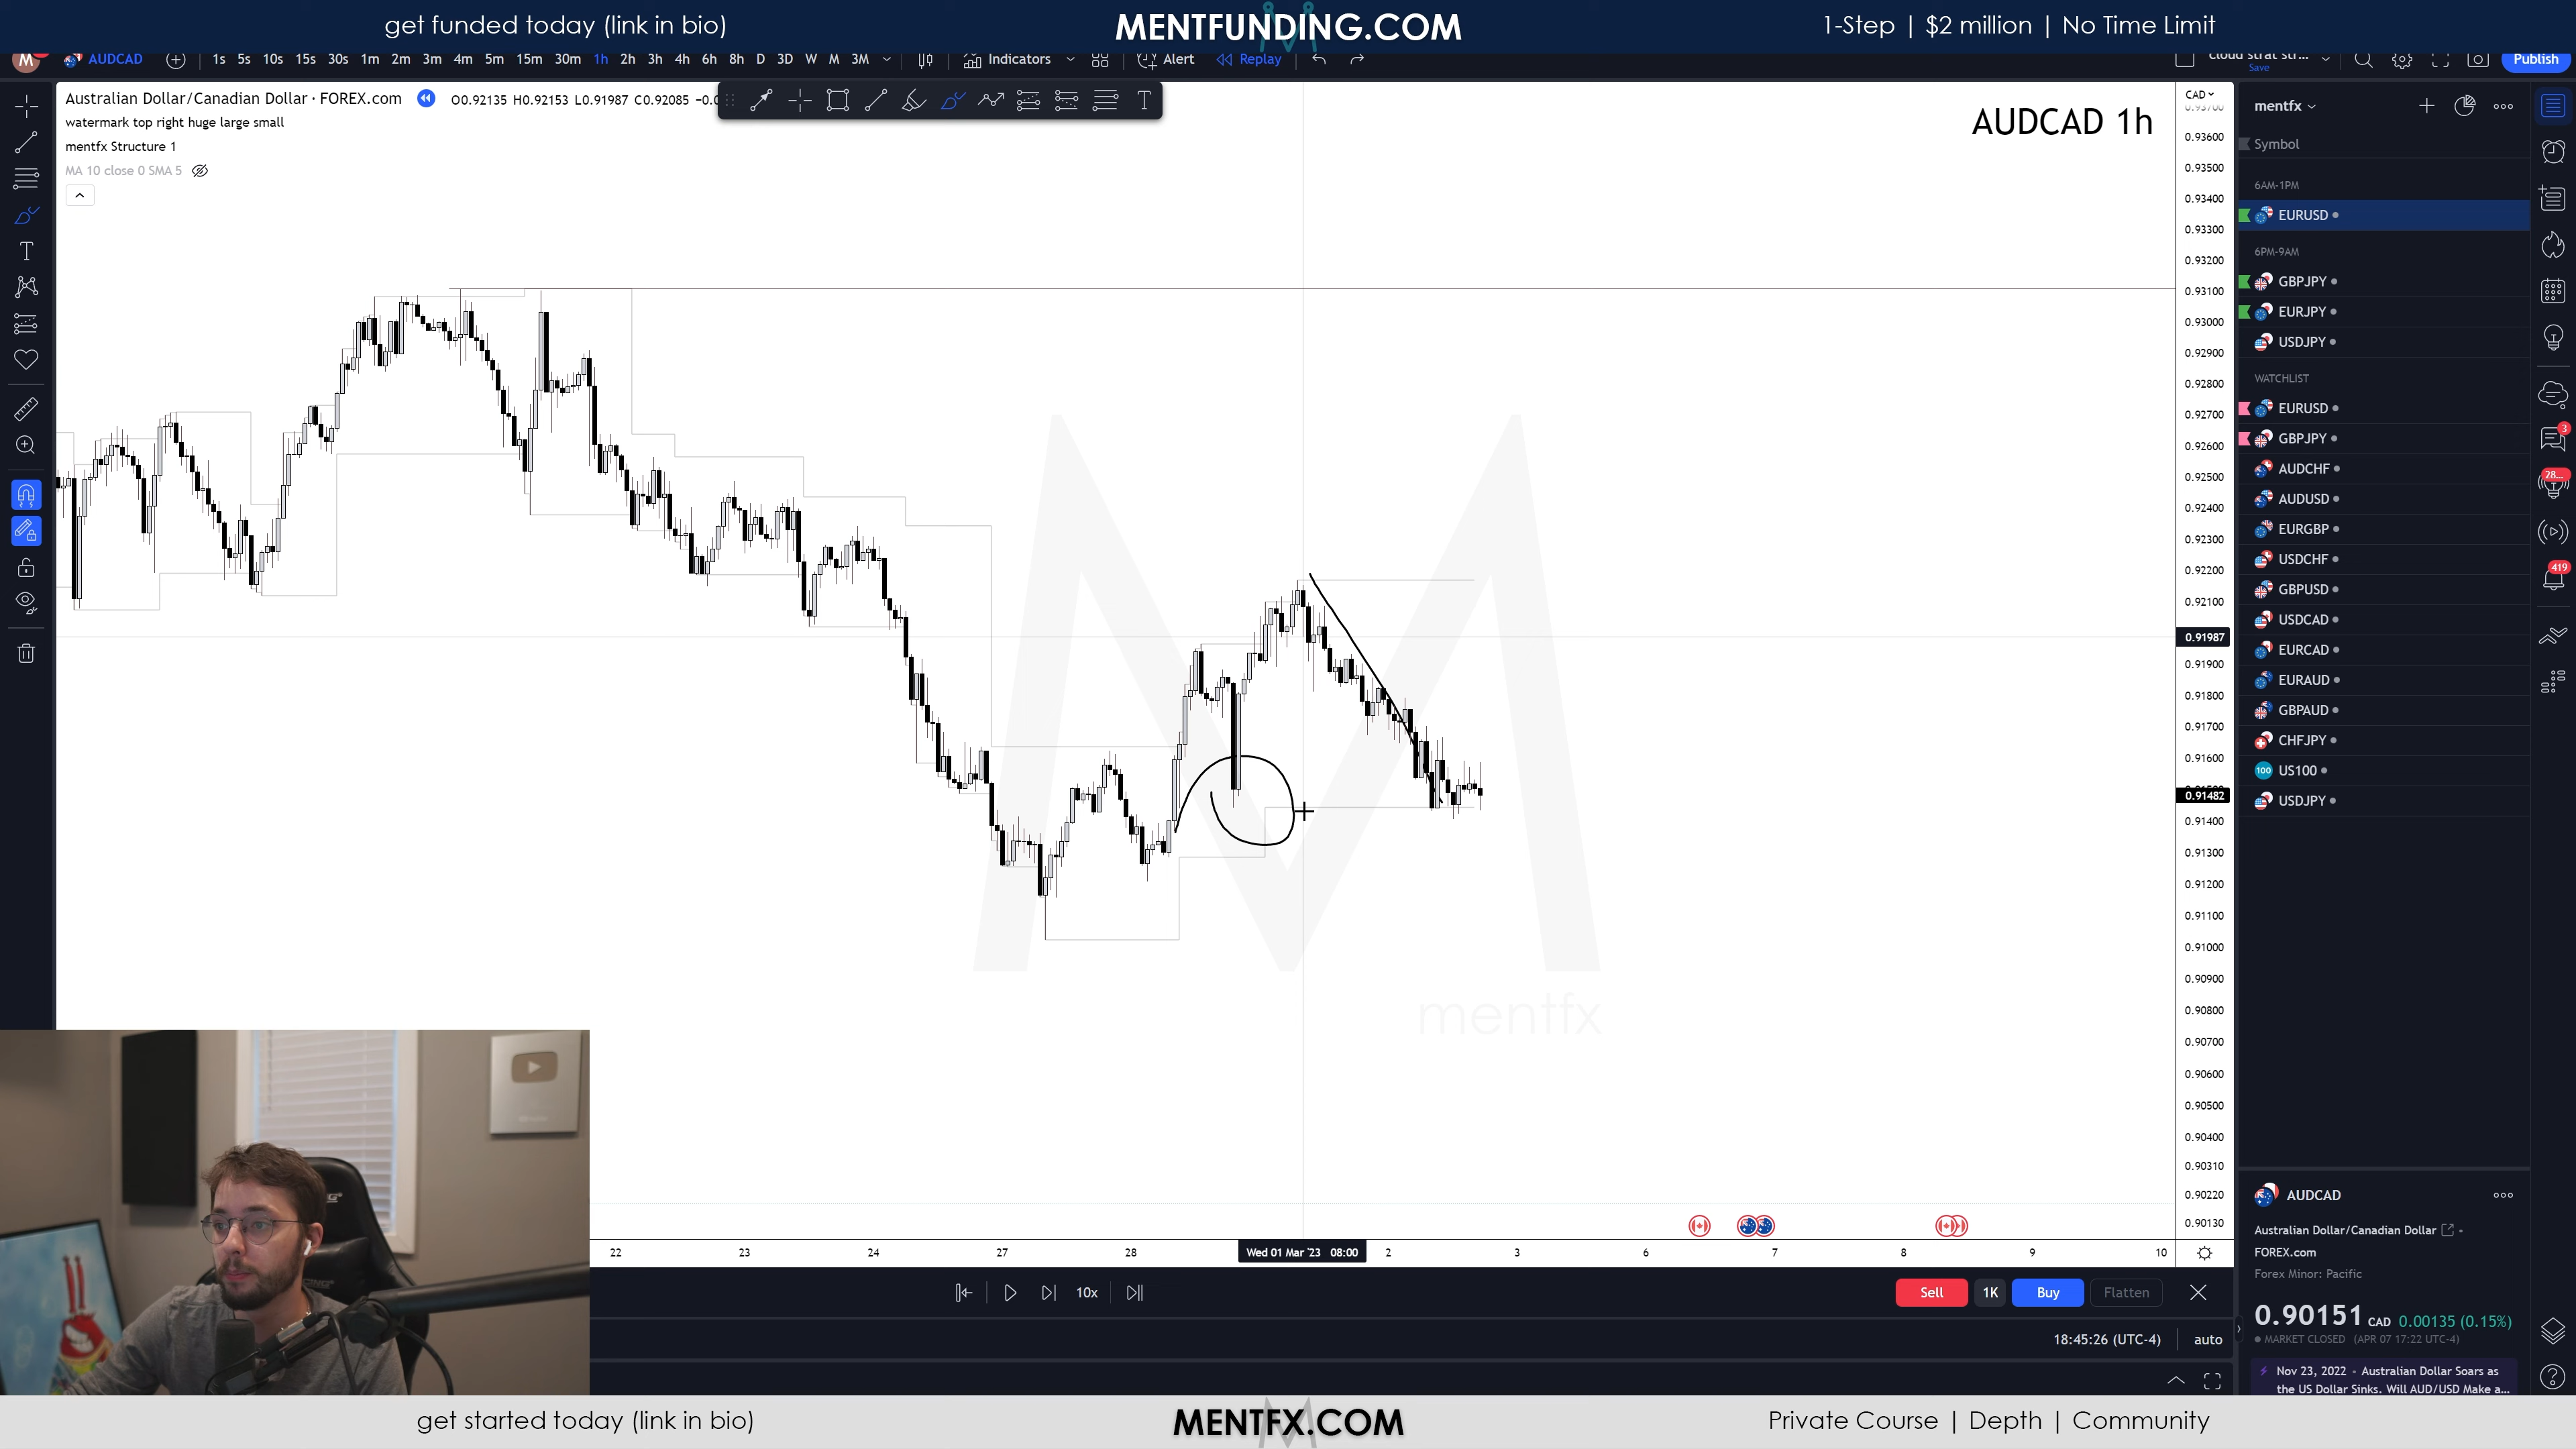 get funded today (link in bio)
MENTFUNDING.COM
1-Step | $2 million | No Time Limit
M AUDCAD 1s 5s 10s 15s 30s 1m 2m 3m 4m 5m 15m 30m 1h 2h 3h 4h 6h 8h D 3D W M 3M Indicators Alert Replay
Save
Publish
Australian Dollar/Canadian Dollar · FOREX.com O0.92135 H0.92153 L0.91987 C0.92085
watermark top right huge large small
mentfx Structure 1
MA 10 close 0 SMA 5
AUDCAD 1h
mentfx
CAD
0.93700
0.93600
0.93500
0.93400
0.93300
0.93200
0.93100
0.93000
0.92900
0.92800
0.92700
0.92600
0.92500
0.92400
0.92300
0.92200
0.92100
0.91987
0.91900
0.91800
0.91700
0.91600
0.91482
0.91400
0.91300
0.91200
0.91100
0.91000
0.90900
0.90800
0.90700
0.90600
0.90500
0.90400
0.90310
0.90220
0.90130
22 23 24 27 28 Wed 01 Mar '23 08:00 2 3 6 7 8 9 10
10x
Sell 1K Buy Flatten
18:45:26 (UTC-4) auto
mentfx
Symbol
6AM-1PM
EURUSD
6PM-9AM
GBPJPY
EURJPY
USDJPY
WATCHLIST
EURUSD
GBPJPY
AUDCHF
AUDUSD
EURGBP
USDCHF
GBPUSD
USDCAD
EURCAD
EURAUD
GBPAUD
CHFJPY
100 US100
USDJPY
3
28...
419
AUDCAD
Australian Dollar/Canadian Dollar
FOREX.com
Forex Minor: Pacific
0.90151 CAD 0.00135 (0.15%)
MARKET CLOSED (APR 07 17:22 UTC-4)
Nov 23, 2022 · Australian Dollar Soars as
the US Dollar Sinks. Will AUD/USD Make a...
get started today (link in bio)
MENTFX.COM
Private Course | Depth | Community